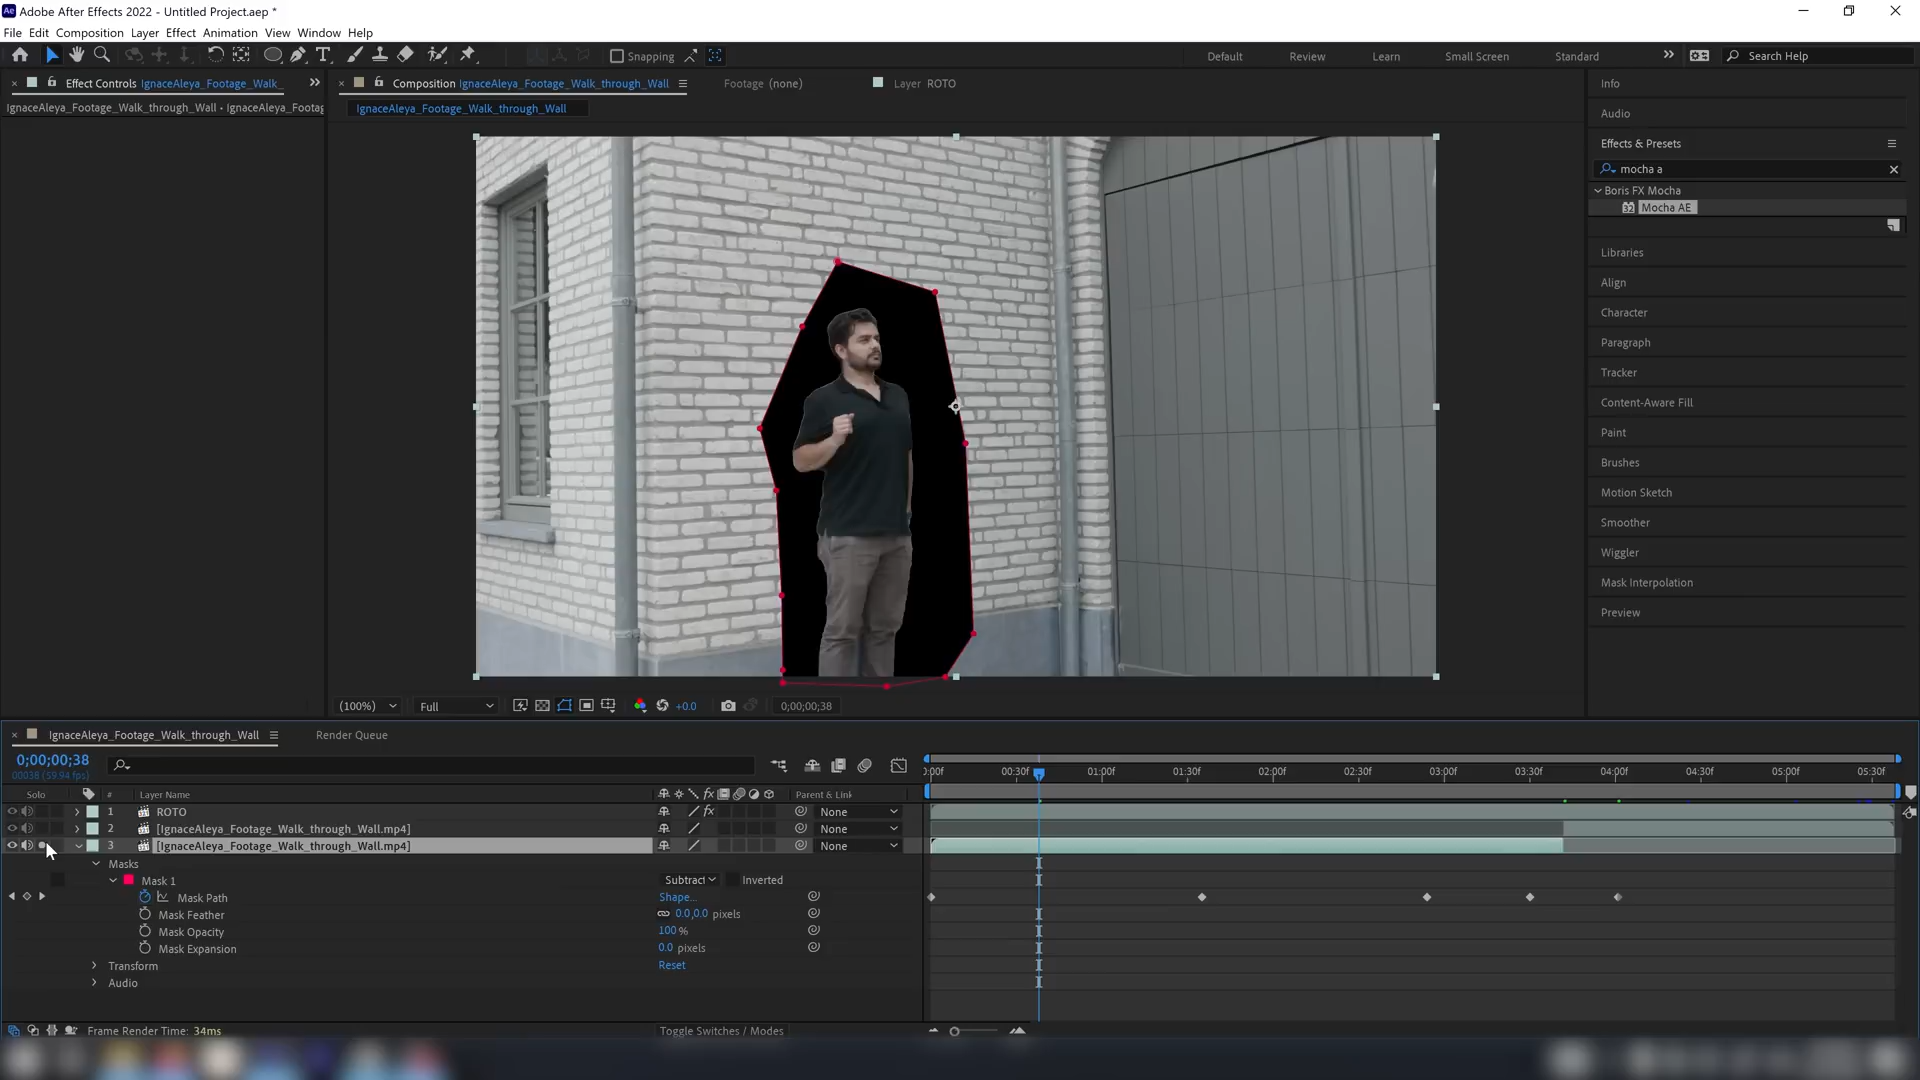 Adobe After Effects 2022 - Untitled Project.aep *
File Edit Composition Layer Effect Animation View Window Help
Snapping
Default Review Learn Small Screen Standard
Search Help
Effect Controls IgnaceAleya_Footage_Walk_
Composition IgnaceAleya_Footage_Walk_through_Wall
Footage (none)
Layer ROTO
IgnaceAleya_Footage_Walk_through_Wall • IgnaceAleya_Footag
IgnaceAleya_Footage_Walk_through_Wall
Info
Audio
Effects & Presets
mocha a
Boris FX Mocha
32 Mocha AE
Libraries
Align
Character
Paragraph
Tracker
Content-Aware Fill
Paint
Brushes
Motion Sketch
Smoother
Wiggler
Mask Interpolation
Preview
(100%) Full +0.0 0;00;00;38
IgnaceAleya_Footage_Walk_through_Wall
Render Queue
0;00;00;38
00038 (59.94 fps)
:00f 00:30f 01:00f 01:30f 02:00f 02:30f 03:00f 03:30f 04:00f 04:30f 05:00f 05:30f
Solo # Layer Name Parent & Link
1 ROTO None
2 [IgnaceAleya_Footage_Walk_through_Wall.mp4] None
3 [IgnaceAleya_Footage_Walk_through_Wall.mp4] None
Masks
Mask 1 Subtract Inverted
Mask Path Shape...
Mask Feather 0.0,0.0 pixels
Mask Opacity 100 %
Mask Expansion 0.0 pixels
Transform Reset
Audio
Frame Render Time: 34ms
Toggle Switches / Modes